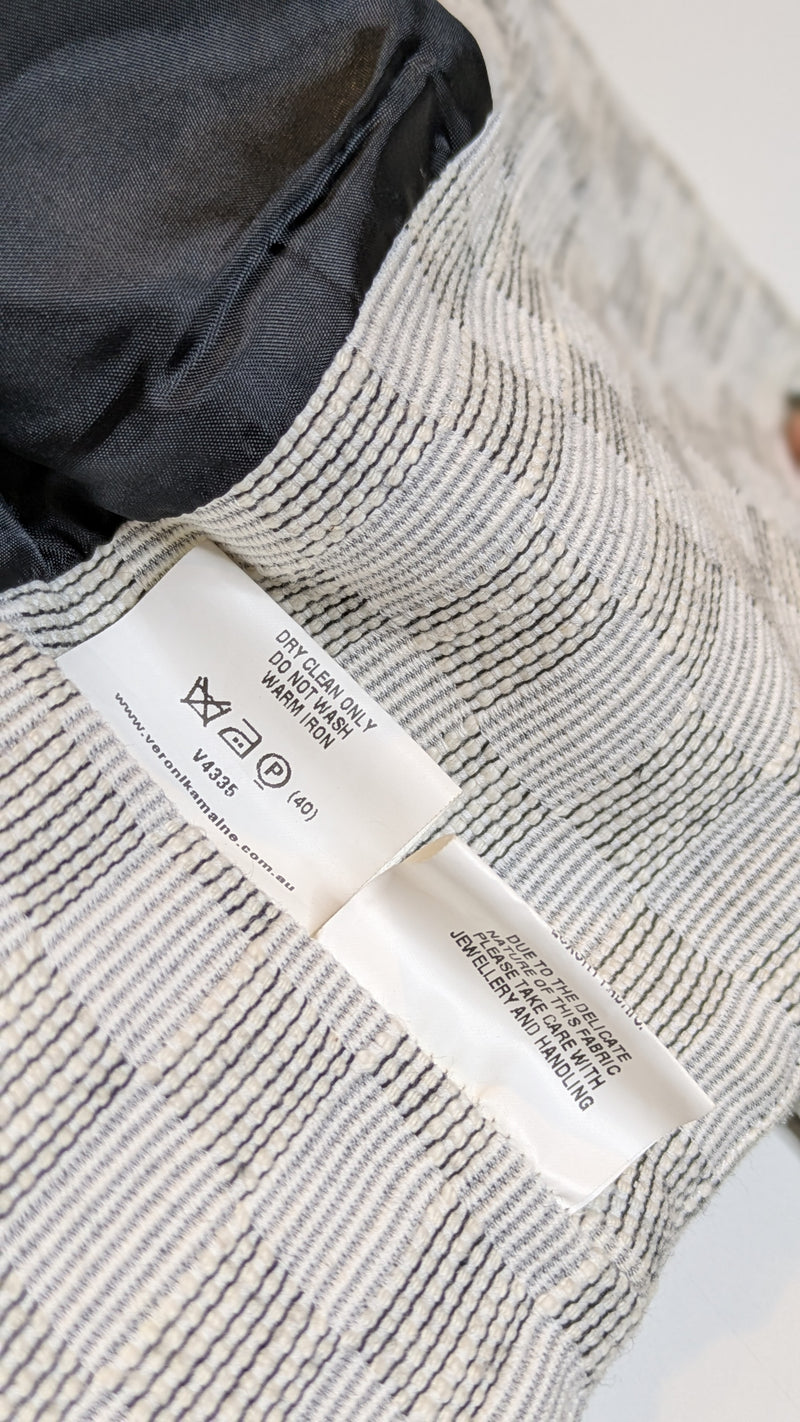 DRY CLEAN ONLY
DO NOT WASH
WARM IRON
P
(40)
V4335
www.veronikamaine.com.au
DUE TO THE DELICATE
NATURE OF THIS FABRIC
PLEASE TAKE CARE WITH
JEWELLERY AND HANDLING